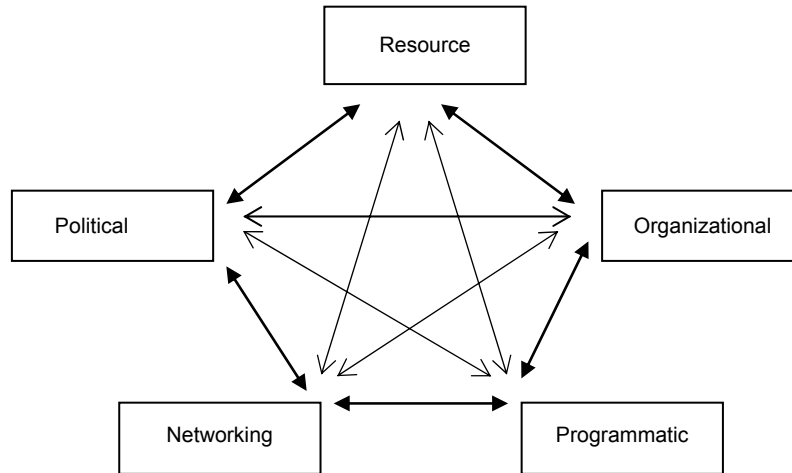 Resource
Political
Organizational
Networking
Programmatic